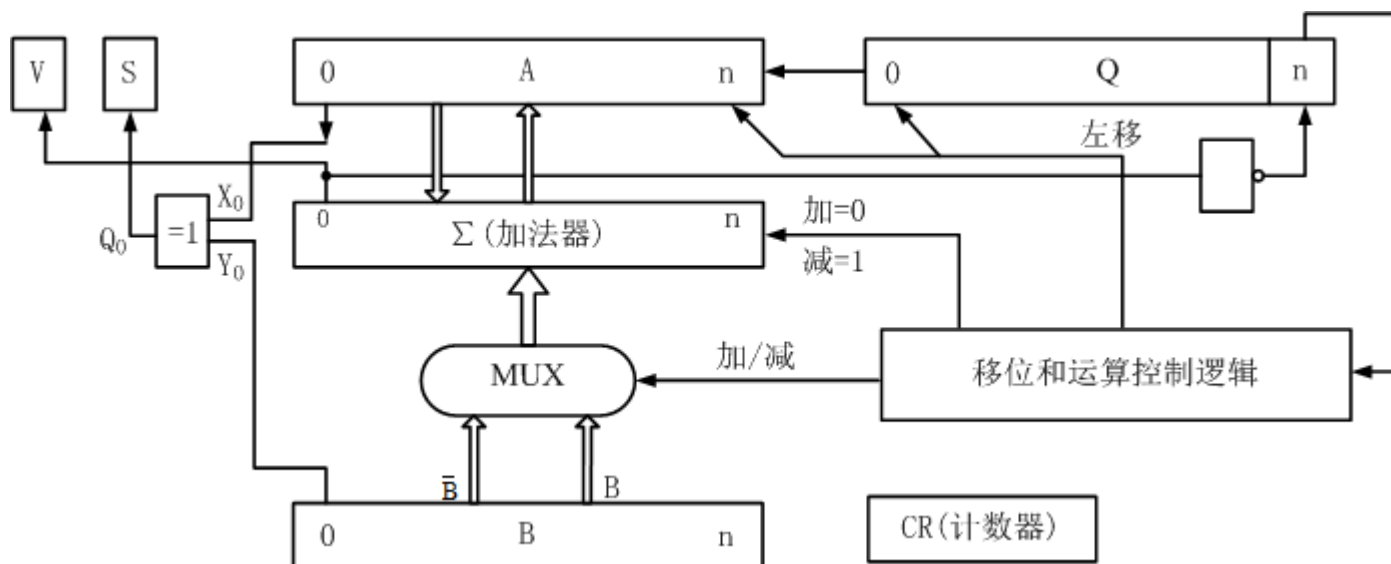 V
S
0 A n
0 Q n
左移
X₀
0 n
=1
Q₀
Σ(加法器)
加=0
减=1
Y₀
MUX
加/减
移位和运算控制逻辑
B̄
B
0 B n
CR(计数器)